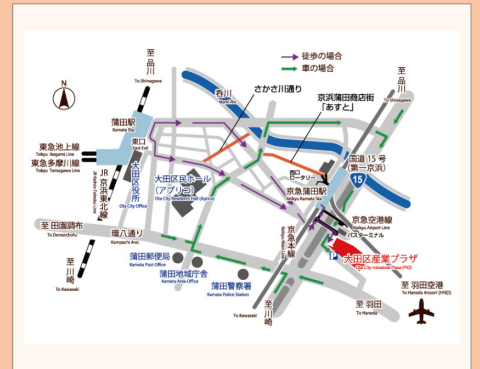 徒歩の場合
車の場合
至品川
To Shinagawa
N
呑川
さかさ川通り
京浜蒲田商店街
「あすと」
至品川
To Shinagawa
蒲田駅
Kamata Sta.
東口
East Exit
東急池上線
Tokyu Ikegami Line
東急多摩川線
Tokyu Tamagawa Line
JR京浜東北線
大田区役所
Ota City Office
大田区民ホール
(アプリコ)
Ota City Resident Hall (Aprico)
国道15号
(第一京浜)
15
西口
ロータリー
京急蒲田駅
Keikyu Kamata Sta.
京急空港線
Keikyu Airport Line
バスターミナル
京急本線
至田園調布
To Denenchofu
環八通り
Kampachi Ave.
P
大田区産業プラザ
Ota City Industrial Plaza (PiO)
蒲田郵便局
Kamata Post Office
蒲田地域庁舎
Kamata Area Office
蒲田警察署
Kamata Police Station
至川崎
To Kawasaki
至川崎
To Kawasaki
至羽田
To Haneda
至羽田空港
To Haneda Airport (HND)